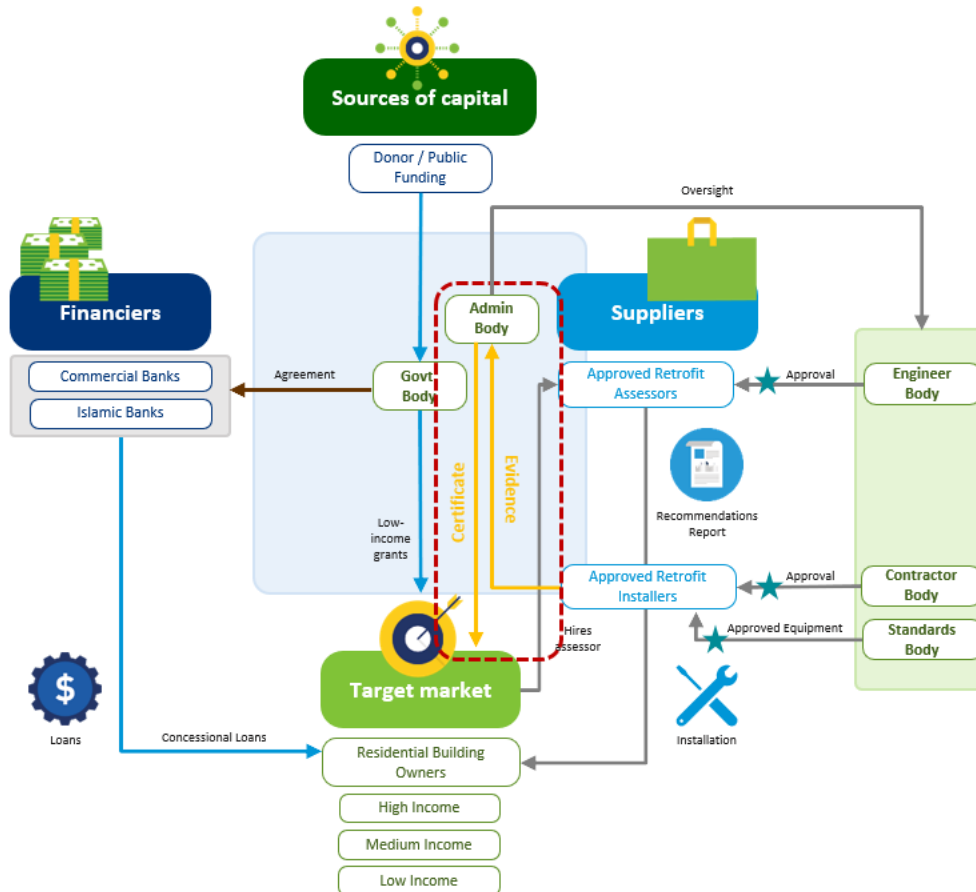 Sources of capital
Donor / Public
Funding
Oversight
Financiers
Admin
Body
Suppliers
Commercial Banks
Islamic Banks
Agreement
Govt
Body
Approved Retrofit
Assessors
Approval
Engineer
Body
Certificate
Evidence
Recommendations
Report
Low-
income
grants
Approved Retrofit
Installers
Approval
Contractor
Body
Approved Equipment
Standards
Body
Hires
assessor
Target market
$
Loans
Concessional Loans
Installation
Residential Building
Owners
High Income
Medium Income
Low Income